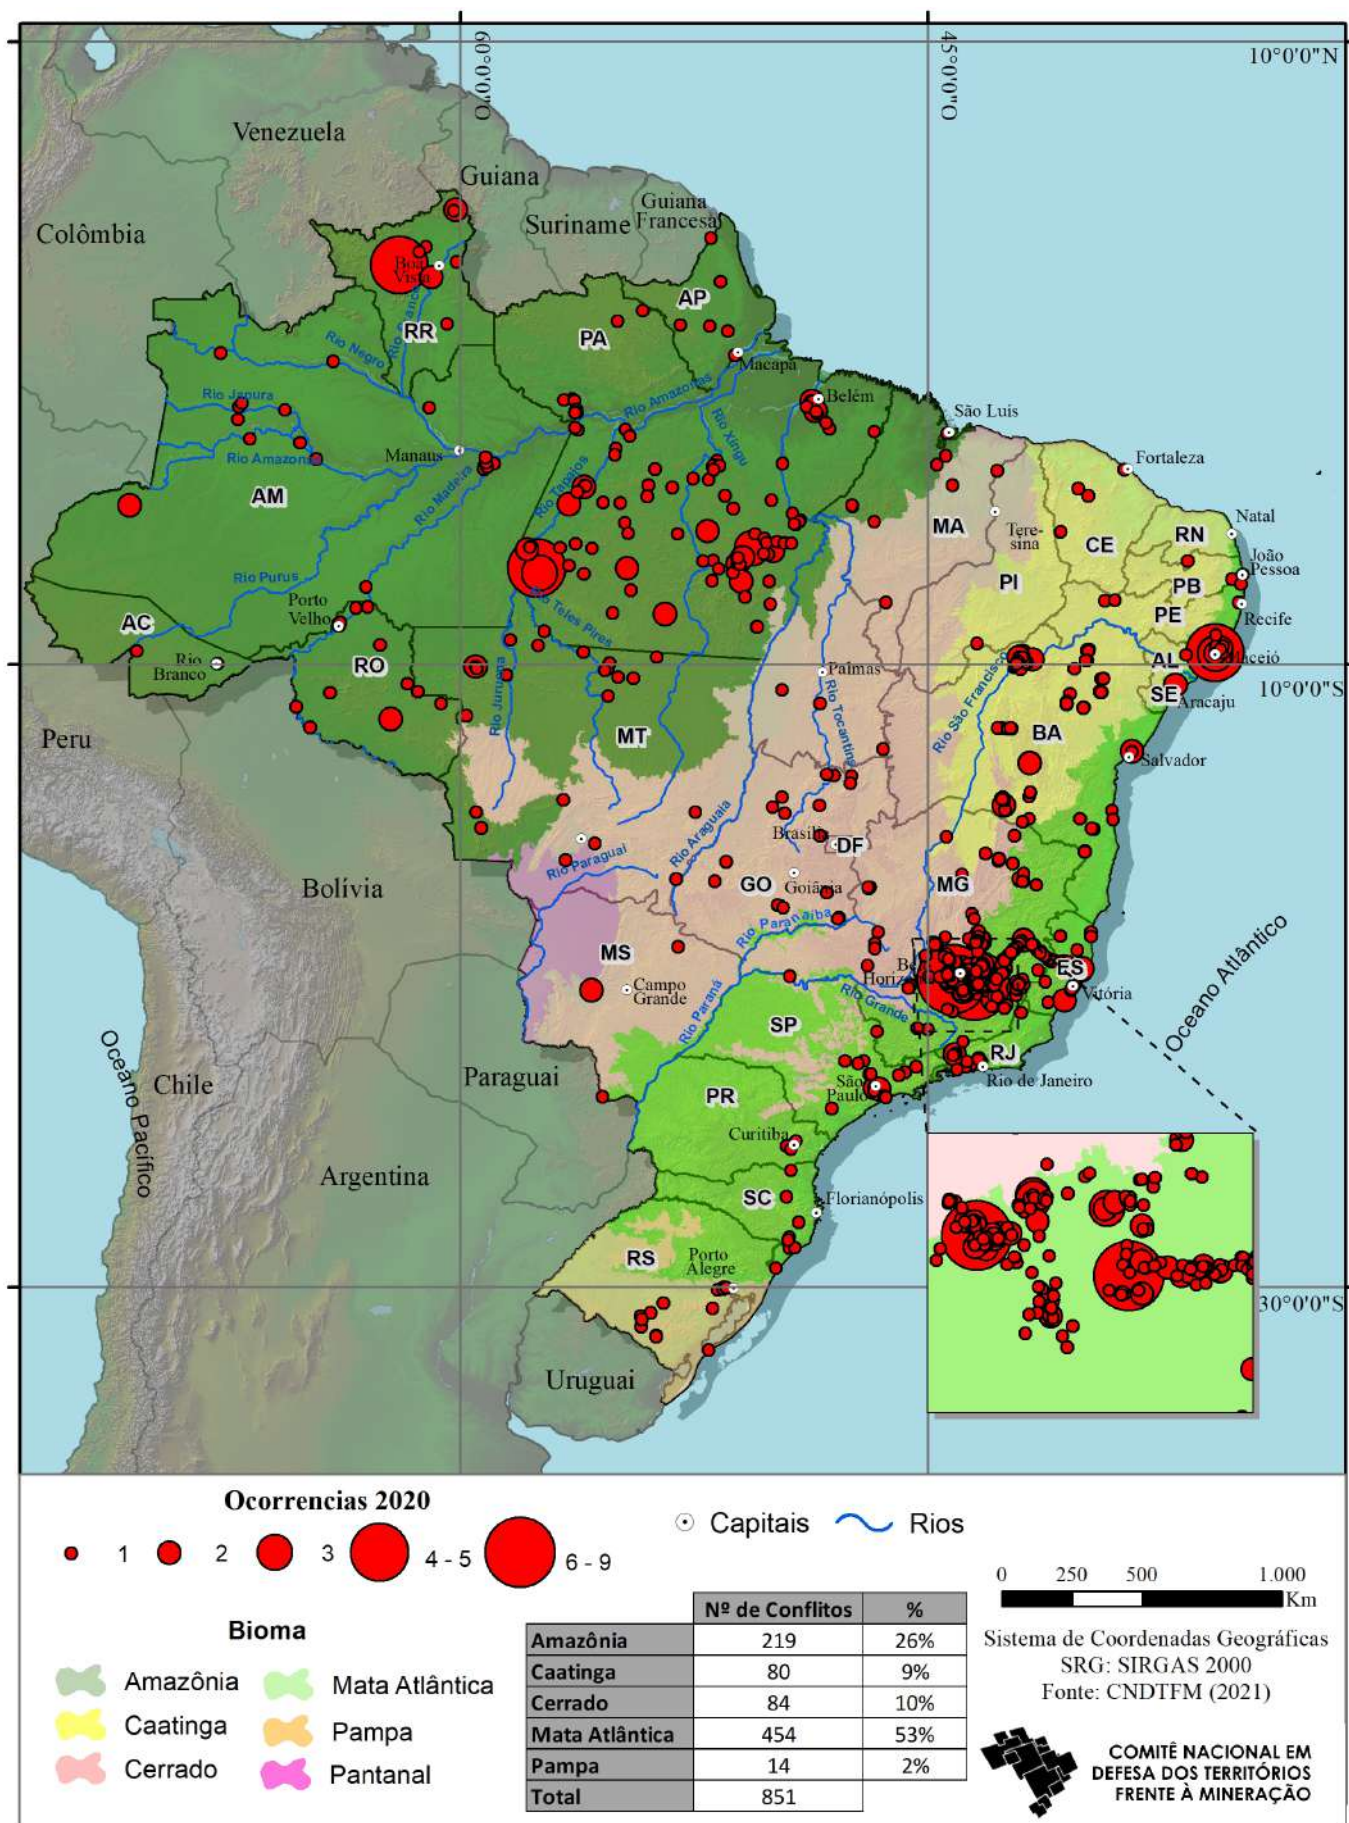 60°0'0"O
45°0'0"O
10°0'0"N
Venezuela
Guiana
Suriname
Guiana
Francesa
Colômbia
Boa
Vista
AP
RR
PA
Rio Negro
Macapá
Rio Japura
Rio Amazonas
Belém
São Luís
Rio Xingu
Manaus
Rio Amazonas
Fortaleza
Rio Madeira
Rio Tapajos
AM
MA
Tere-
sina
CE
RN
Natal
João
Pessoa
PI
PB
Rio Purus
Porto
Velho
Rio Teles Pires
PE
Recife
AC
Rio
Branco
RO
Palmas
Rio São Francisco
AL
Maceió
10°0'0"S
SE
Aracaju
Rio Juruena
Rio Tocantins
Peru
MT
BA
Salvador
Rio Araguaia
Brasília
DF
Rio Paraguai
Bolívia
GO
Goiânia
MG
Rio Paranaiba
MS
Campo
Grande
Be
Horizo
ES
Vitória
Oceano Atlântico
Rio Paraná
Rio Grande
SP
RJ
Rio de Janeiro
Oceano Pacífico
Chile
Paraguai
São
Paulo
PR
Curitiba
Argentina
SC
Florianópolis
RS
Porto
Alegre
30°0'0"S
Uruguai
Ocorrencias 2020
1
2
3
4 - 5
6 - 9
Capitais
Rios
0 250 500 1.000
Km
Bioma
Amazônia
Mata Atlântica
Caatinga
Pampa
Cerrado
Pantanal
Nº de Conflitos %
Amazônia 219 26%
Caatinga 80 9%
Cerrado 84 10%
Mata Atlântica 454 53%
Pampa 14 2%
Total 851
Sistema de Coordenadas Geográficas
SRG: SIRGAS 2000
Fonte: CNDTFM (2021)
COMITÊ NACIONAL EM
DEFESA DOS TERRITÓRIOS
FRENTE À MINERAÇÃO